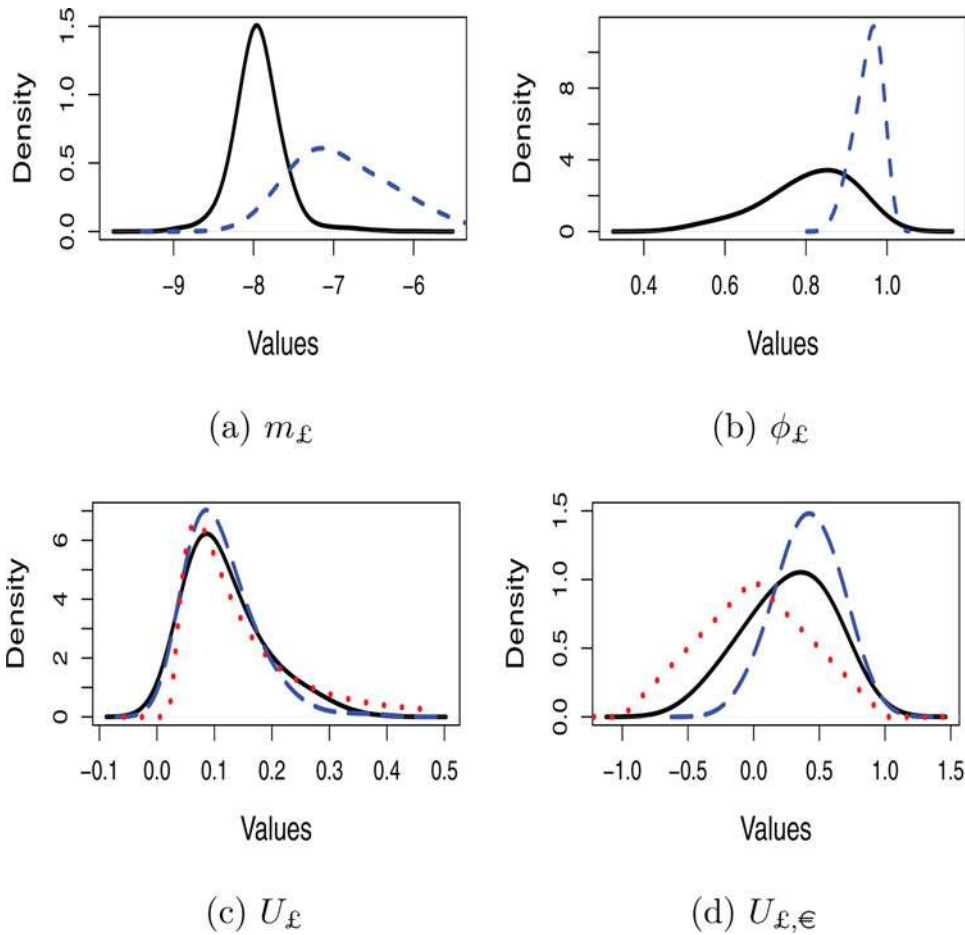 Density
1.5
1.0
0.5
0.0
−9 −8 −7 −6
Values
(a) m£
Density
8
4
0
0.4 0.6 0.8 1.0
Values
(b) ϕ£
Density
6
4
2
0
−0.1 0.0 0.1 0.2 0.3 0.4 0.5
Values
(c) U£
Density
1.5
1.0
0.5
0.0
−1.0 −0.5 0.0 0.5 1.0 1.5
Values
(d) U£,€